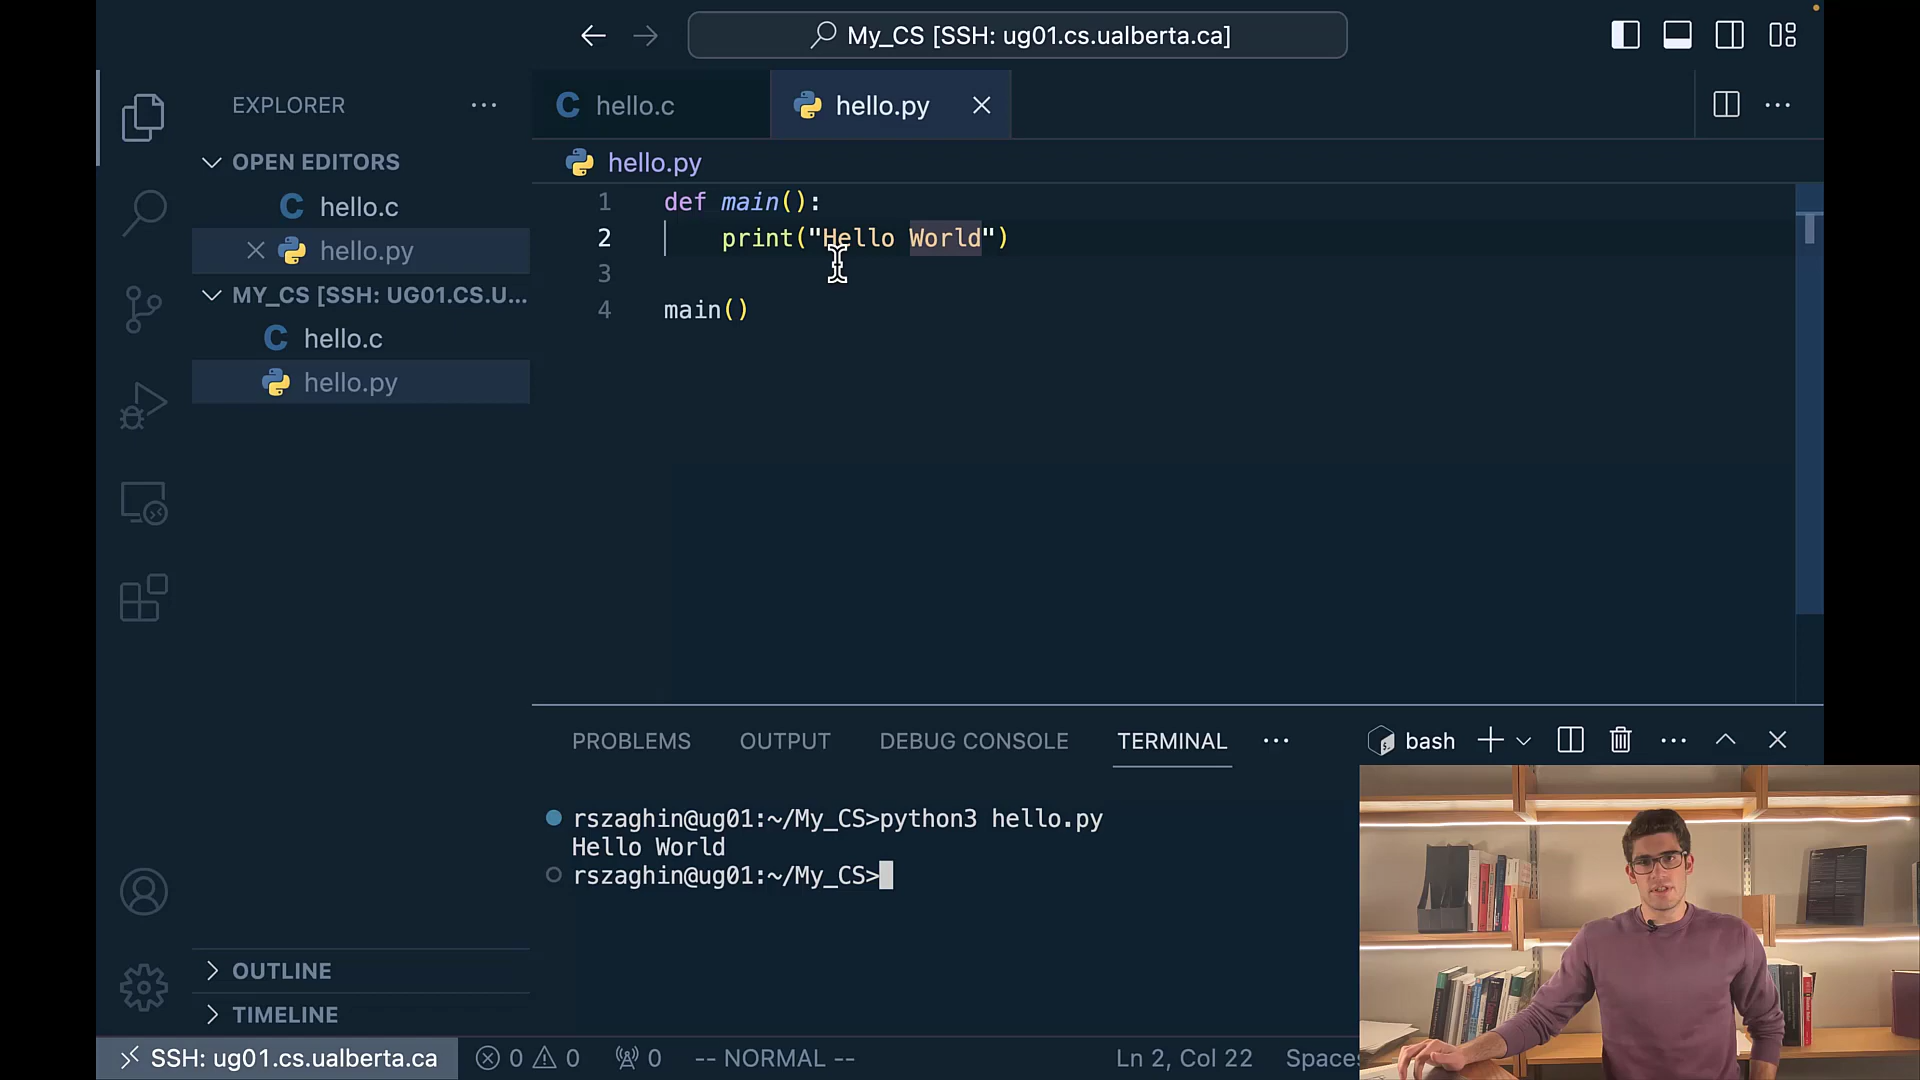 My_CS [SSH: ug01.cs.ualberta.ca]
EXPLORER
hello.c
hello.py
OPEN EDITORS
hello.c
hello.py
MY_CS [SSH: UG01.CS.U...
hello.c
hello.py
hello.py
1 def main():
2 print("Hello World")
3
4 main()
PROBLEMS OUTPUT DEBUG CONSOLE TERMINAL
bash
rszaghin@ug01:~/My_CS>python3 hello.py
Hello World
rszaghin@ug01:~/My_CS>
OUTLINE
TIMELINE
SSH: ug01.cs.ualberta.ca 0 0 0 -- NORMAL -- Ln 2, Col 22 Spaces